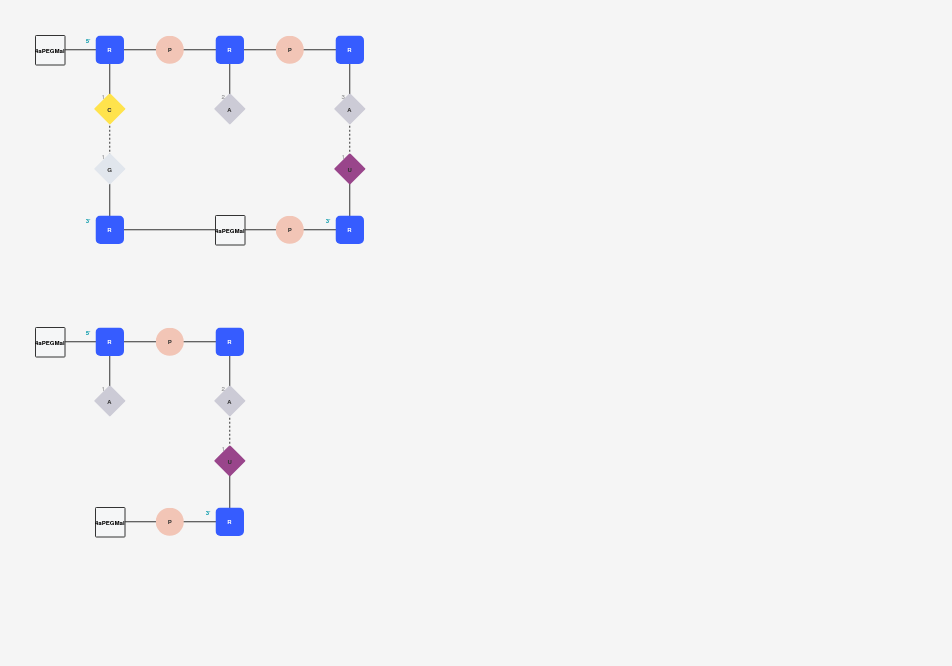 5'
4aPEGMal R P R P R
1 2 3
C A A
1 1
G U
3' 3'
R 4aPEGMal P R
5'
4aPEGMal R P R
1 2
A A
1
U
3'
4aPEGMal P R